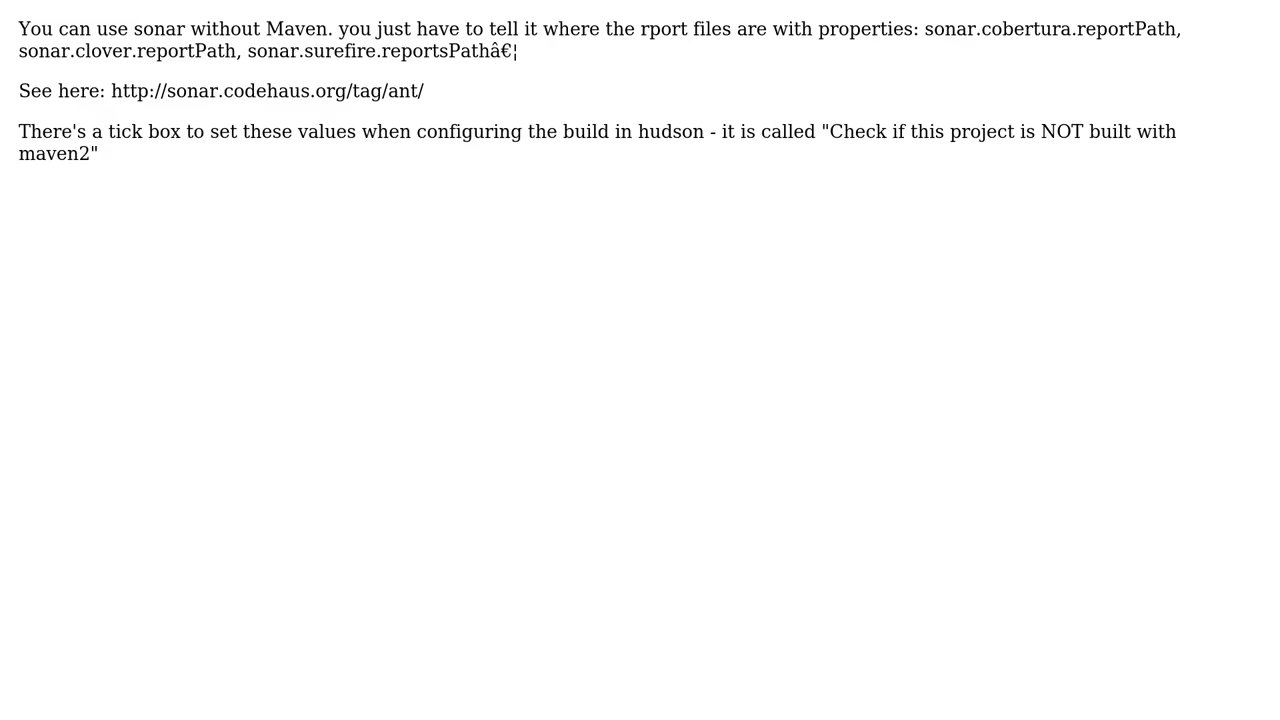 You can use sonar without Maven. you just have to tell it where the rport files are with properties: sonar.cobertura.reportPath,
sonar.clover.reportPath, sonar.surefire.reportsPathâ€¦
See here: http://sonar.codehaus.org/tag/ant/
There's a tick box to set these values when configuring the build in hudson - it is called "Check if this project is NOT built with
maven2"